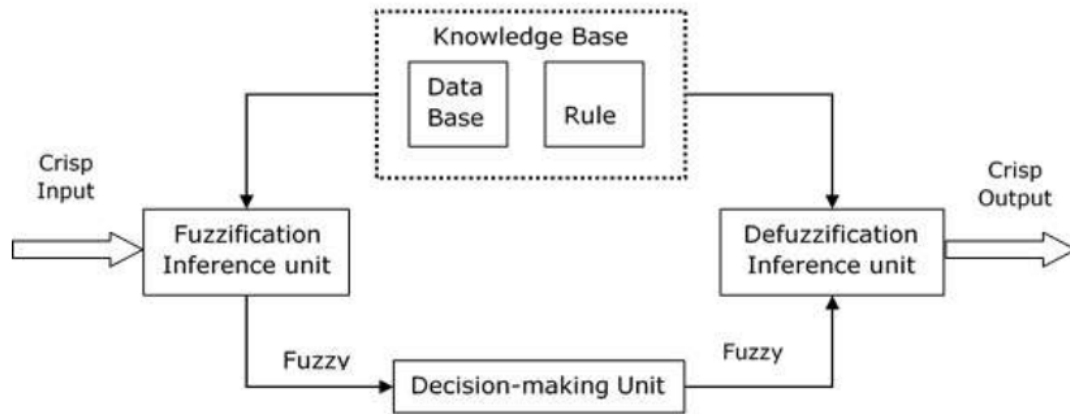 Knowledge Base
Data
Base
Rule
Crisp
Input
Crisp
Output
Fuzzification
Inference unit
Defuzzification
Inference unit
Fuzzy
Fuzzy
Decision-making Unit